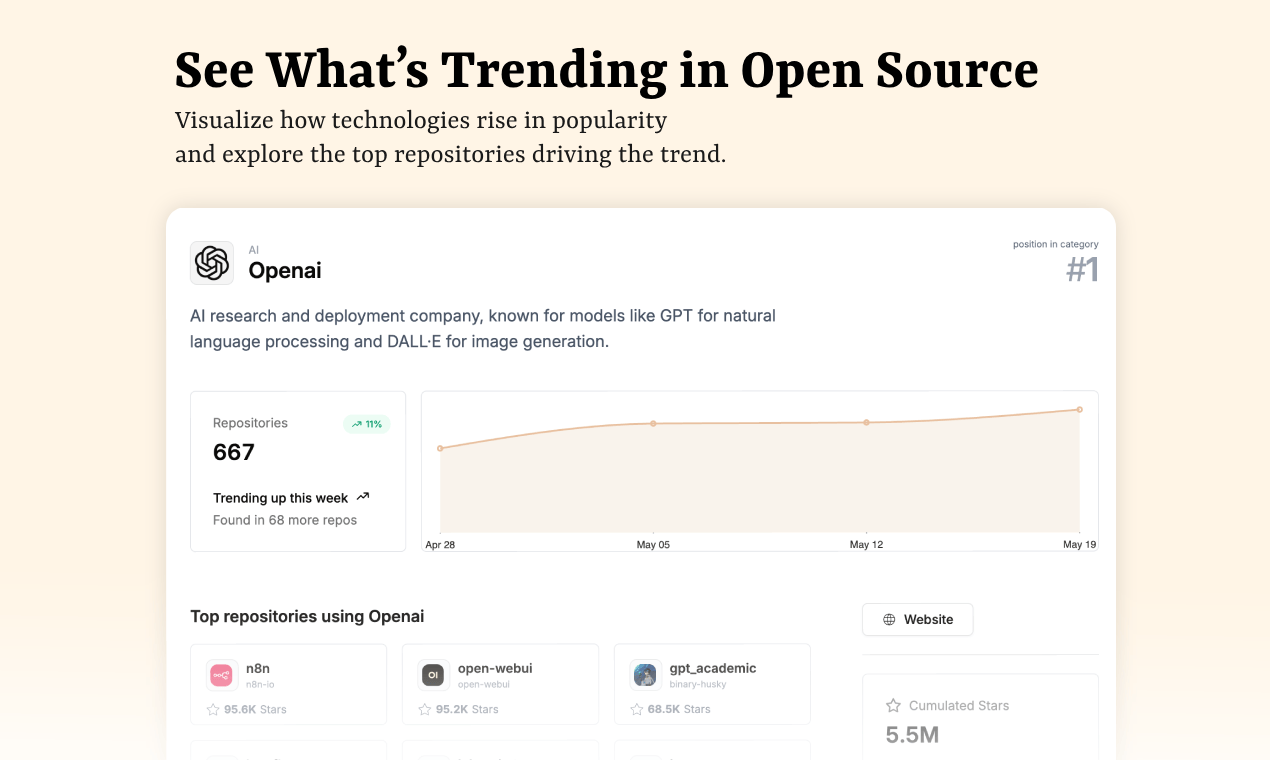 See What’s Trending in Open Source
Visualize how technologies rise in popularity
and explore the top repositories driving the trend.
AI
Openai
position in category
#1
AI research and deployment company, known for models like GPT for natural
language processing and DALL·E for image generation.
Repositories
11%
667
Trending up this week
Found in 68 more repos
Apr 28
May 05
May 12
May 19
Top repositories using Openai
Website
n8n
n8n-io
95.6K Stars
OI
open-webui
open-webui
95.2K Stars
gpt_academic
binary-husky
68.5K Stars
Cumulated Stars
5.5M